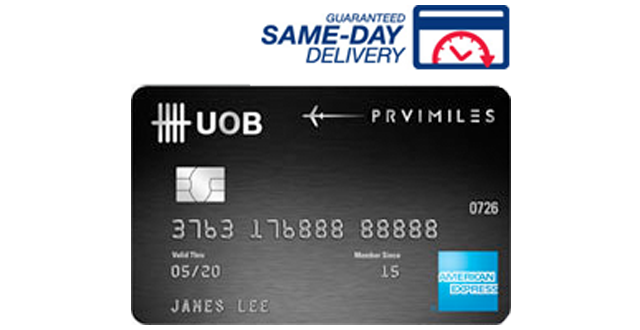 GUARANTEED
SAME-DAY
DELIVERY
UOB
PRVIMILES
0726
3763 176888 88888
Valid Thru
Member Since
05/20
15
AMERICAN
EXPRESS
JAMES LEE